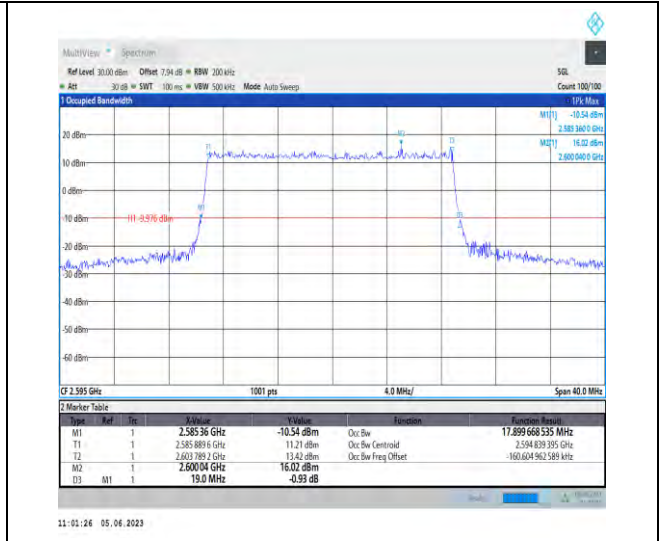 MultiView Spectrum
Ref Level 30.00 dBm Offset 7.94 dB RBW 200 kHz SGL
Att 30 dB SWT 100 ms VBW 500 kHz Mode Auto Sweep Count 100/100
1 Occupied Bandwidth 1Pk Max
M1[1] -10.54 dBm
2.585 360 0 GHz
M2[1] 16.02 dBm
2.600 040 0 GHz
20 dBm
10 dBm
0 dBm
-10 dBm
H1 -9.976 dBm
-20 dBm
-30 dBm
-40 dBm
-50 dBm
-60 dBm
T1
M2
T2
M1
D3
CF 2.595 GHz 1001 pts 4.0 MHz/ Span 40.0 MHz
2 Marker Table
Type Ref Trc X-Value Y-Value Function Function Result
M1 1 2.585 36 GHz -10.54 dBm Occ Bw 17.899 668 535 MHz
T1 1 2.585 889 6 GHz 11.21 dBm Occ Bw Centroid 2.594 839 395 GHz
T2 1 2.603 789 2 GHz 13.42 dBm Occ Bw Freq Offset -160.604 962 589 kHz
M2 1 2.600 04 GHz 16.02 dBm
D3 M1 1 19.0 MHz -0.93 dB
11:01:26 05.06.2023